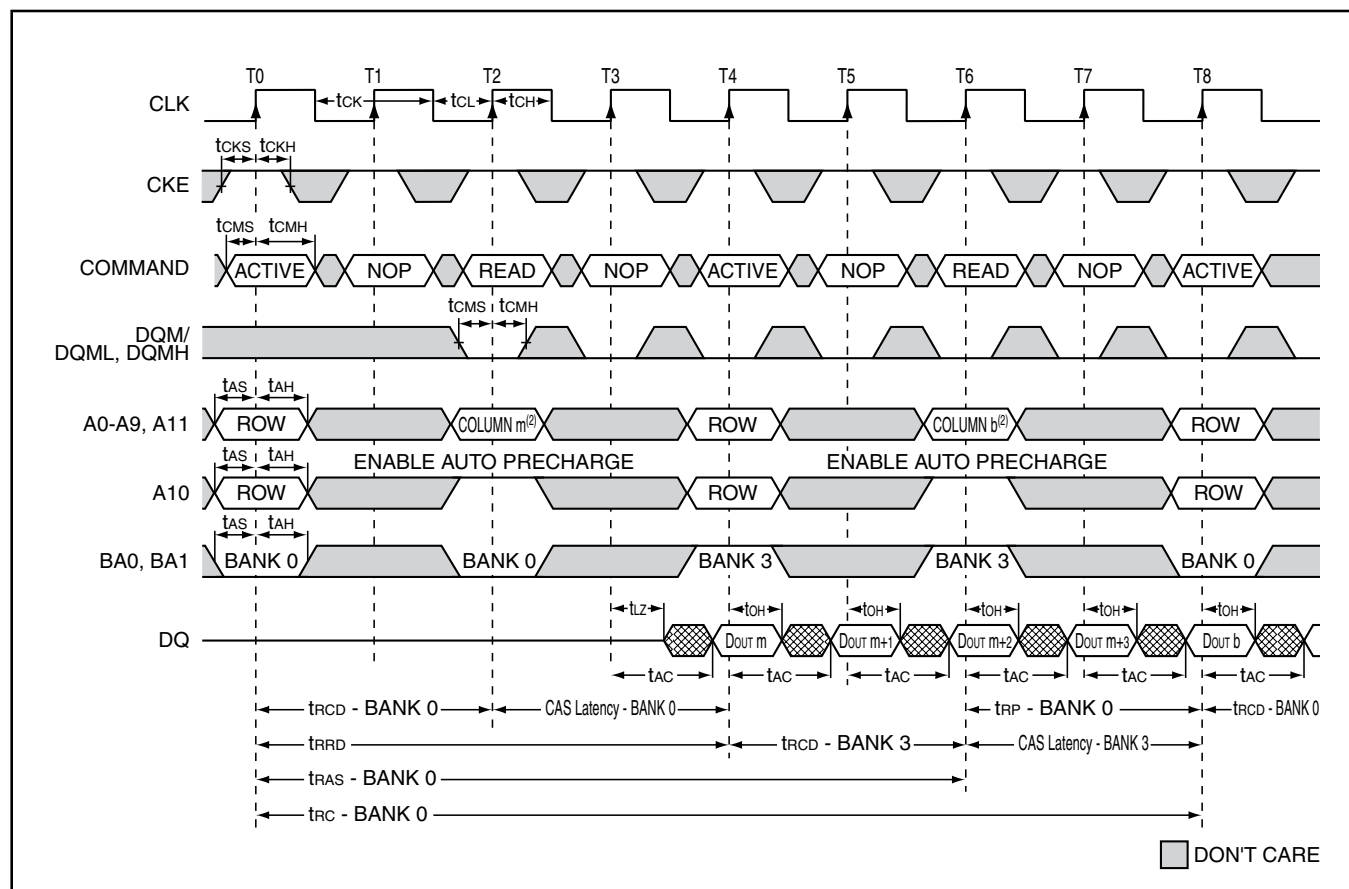 T0 T1 T2 T3 T4 T5 T6 T7 T8
CLK
tCK tCL tCH
tCKS tCKH
CKE
tCMS tCMH
COMMAND ACTIVE NOP READ NOP ACTIVE NOP READ NOP ACTIVE
tCMS tCMH
DQM/
DQML, DQMH
tAS tAH
A0-A9, A11 ROW COLUMN m(2) ROW COLUMN b(2) ROW
tAS tAH ENABLE AUTO PRECHARGE ENABLE AUTO PRECHARGE
A10 ROW ROW ROW
tAS tAH
BA0, BA1 BANK 0 BANK 0 BANK 3 BANK 3 BANK 0
tLZ tOH tOH tOH tOH tOH
DQ DOUT m DOUT m+1 DOUT m+2 DOUT m+3 DOUT b
tAC tAC tAC tAC tAC tAC
tRCD - BANK 0 CAS Latency - BANK 0 tRP - BANK 0 tRCD - BANK 0
tRRD tRCD - BANK 3 CAS Latency - BANK 3
tRAS - BANK 0
tRC - BANK 0
DON'T CARE